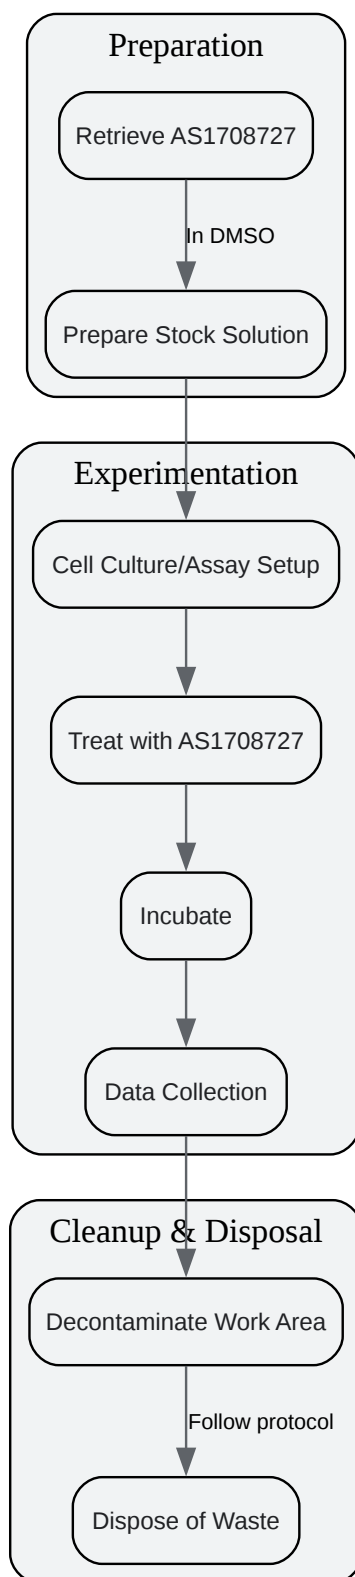 Preparation
Retrieve AS1708727
In DMSO
Prepare Stock Solution
Experimentation
Cell Culture/Assay Setup
Treat with AS1708727
Incubate
Data Collection
Cleanup & Disposal
Decontaminate Work Area
Follow protocol
Dispose of Waste